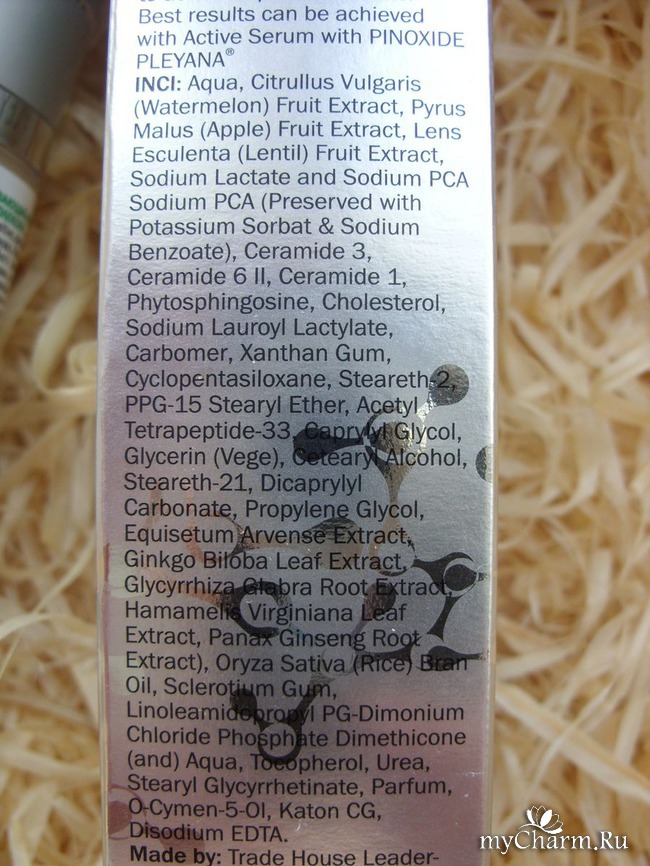 Best results can be achieved
with Active Serum with PINOXIDE
PLEYANA®
INCI: Aqua, Citrullus Vulgaris
(Watermelon) Fruit Extract, Pyrus
Malus (Apple) Fruit Extract, Lens
Esculenta (Lentil) Fruit Extract,
Sodium Lactate and Sodium PCA
Sodium PCA (Preserved with
Potassium Sorbat & Sodium
Benzoate), Ceramide 3,
Ceramide 6 II, Ceramide 1,
Phytosphingosine, Cholesterol,
Sodium Lauroyl Lactylate,
Carbomer, Xanthan Gum,
Cyclopentasiloxane, Steareth-2,
PPG-15 Stearyl Ether, Acetyl
Tetrapeptide-33, Caprylyl Glycol,
Glycerin (Vege), Cetearyl Alcohol,
Steareth-21, Dicaprylyl
Carbonate, Propylene Glycol,
Equisetum Arvense Extract,
Ginkgo Biloba Leaf Extract,
Glycyrrhiza Glabra Root Extract,
Hamamelis Virginiana Leaf
Extract, Panax Ginseng Root
Extract), Oryza Sativa (Rice) Bran
Oil, Sclerotium Gum,
Linoleamidopropyl PG-Dimonium
Chloride Phosphate Dimethicone
(and) Aqua, Tocopherol, Urea,
Stearyl Glycyrrhetinate, Parfum,
O-Cymen-5-Ol, Katon CG,
Disodium EDTA.
Made by: Trade House Leader-
myCharm.Ru